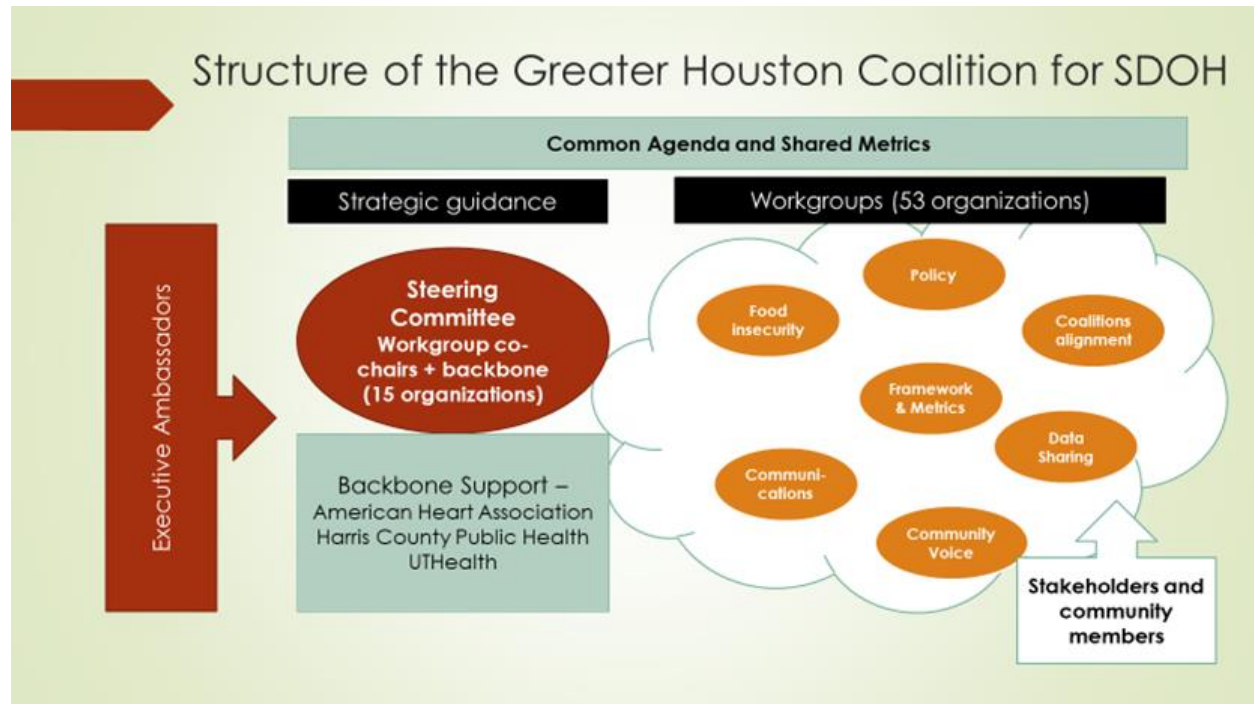 Structure of the Greater Houston Coalition for SDOH
Common Agenda and Shared Metrics
Strategic guidance
Workgroups (53 organizations)
Executive Ambassadors
Steering
Committee
Workgroup co-
chairs + backbone
(15 organizations)
Backbone Support –
American Heart Association
Harris County Public Health
UTHealth
Policy
Food
insecurity
Coalitions
alignment
Framework
& Metrics
Data
Sharing
Communi-
cations
Community
Voice
Stakeholders and
community
members